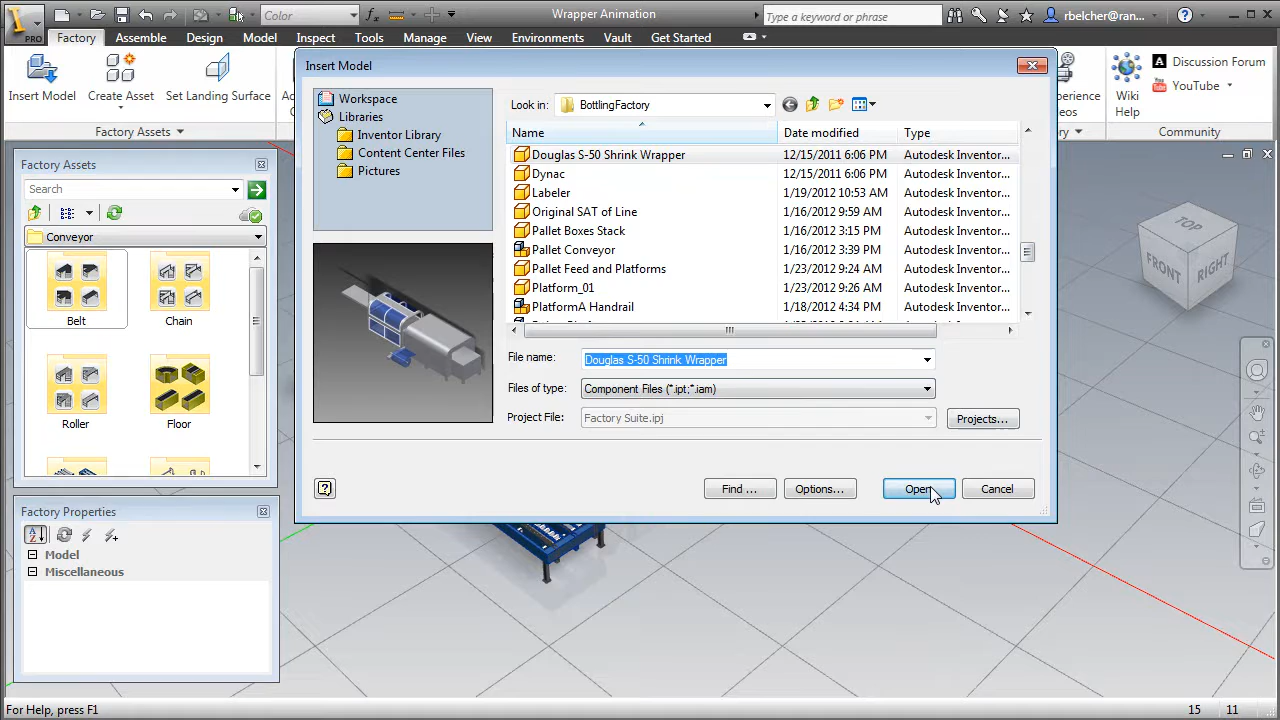 Color
Wrapper Animation
Type a keyword or phrase
rbelcher@ran...
PRO
Factory Assemble Design Model Inspect Tools Manage View Environments Vault Get Started
Insert Model
Create Asset
Set Landing Surface
Factory Assets
Wiki
Help
Discussion Forum
YouTube
Community
Insert Model
Workspace
Libraries
Inventor Library
Content Center Files
Pictures
Look in:
BottlingFactory
Name Date modified Type
Douglas S-50 Shrink Wrapper 12/15/2011 6:06 PM Autodesk Inventor...
Dynac 12/15/2011 6:06 PM Autodesk Inventor...
Labeler 1/19/2012 10:53 AM Autodesk Inventor...
Original SAT of Line 1/16/2012 9:59 AM Autodesk Inventor...
Pallet Boxes Stack 1/16/2012 3:15 PM Autodesk Inventor...
Pallet Conveyor 1/16/2012 3:39 PM Autodesk Inventor...
Pallet Feed and Platforms 1/23/2012 9:24 AM Autodesk Inventor...
Platform_01 1/23/2012 9:26 AM Autodesk Inventor...
PlatformA Handrail 1/18/2012 4:34 PM Autodesk Inventor...
File name: Douglas S-50 Shrink Wrapper
Files of type: Component Files (*.ipt;*.iam)
Project File: Factory Suite.ipj
Projects...
Find ...
Options...
Open
Cancel
Factory Assets
Search
Conveyor
Belt
Chain
Roller
Floor
Factory Properties
Model
Miscellaneous
TOP
FRONT
RIGHT
For Help, press F1
15 11